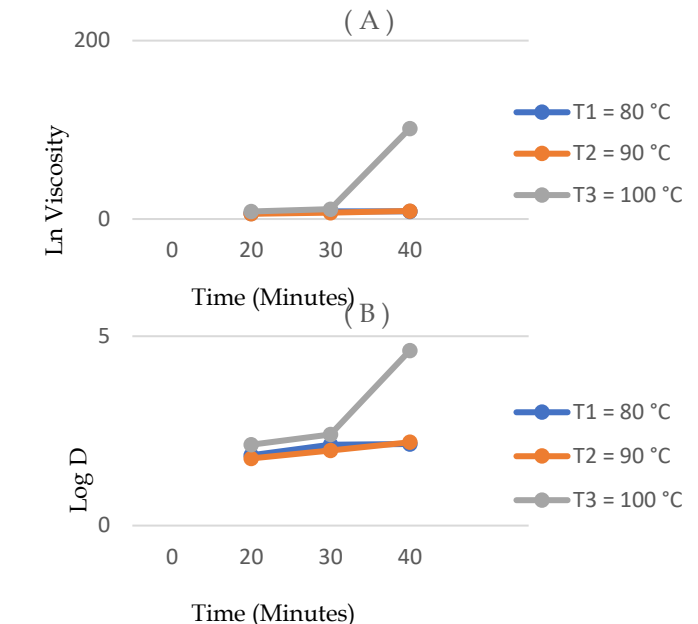 ( A )
200
Ln Viscosity
0
0 20 30 40
Time (Minutes)
T1 = 80 °C
T2 = 90 °C
T3 = 100 °C
( B )
5
Log D
0
0 20 30 40
Time (Minutes)
T1 = 80 °C
T2 = 90 °C
T3 = 100 °C